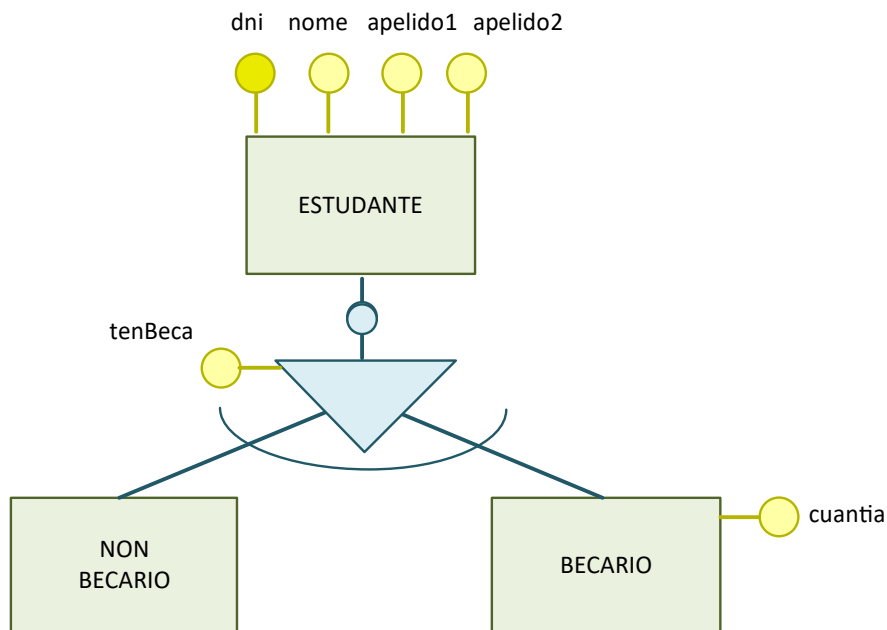 dni nome apelido1 apelido2
ESTUDANTE
tenBeca
NON
BECARIO
BECARIO
cuantia